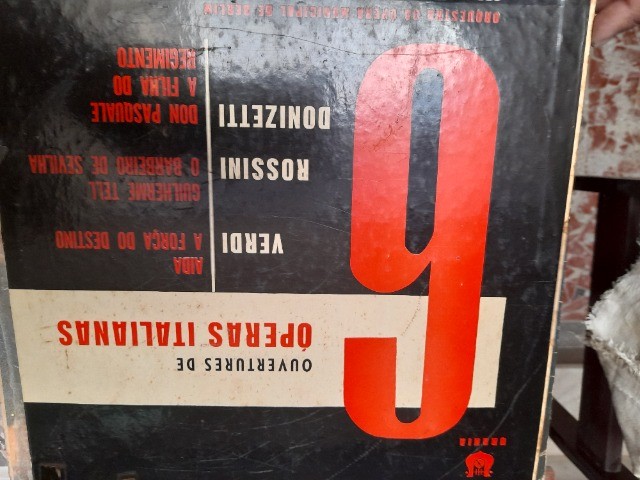 URANIA
6
OUVERTURES DE
ÓPERAS ITALIANAS
VERDI
AIDA
A FORÇA DO DESTINO
ROSSINI
GUILHERME TELL
O BARBEIRO DE SEVILHA
DONIZETTI
DON PASQUALE
A FILHA DO
REGIMENTO
ORQUESTRA DA ÓPERA MUNICIPAL DE BERLIM